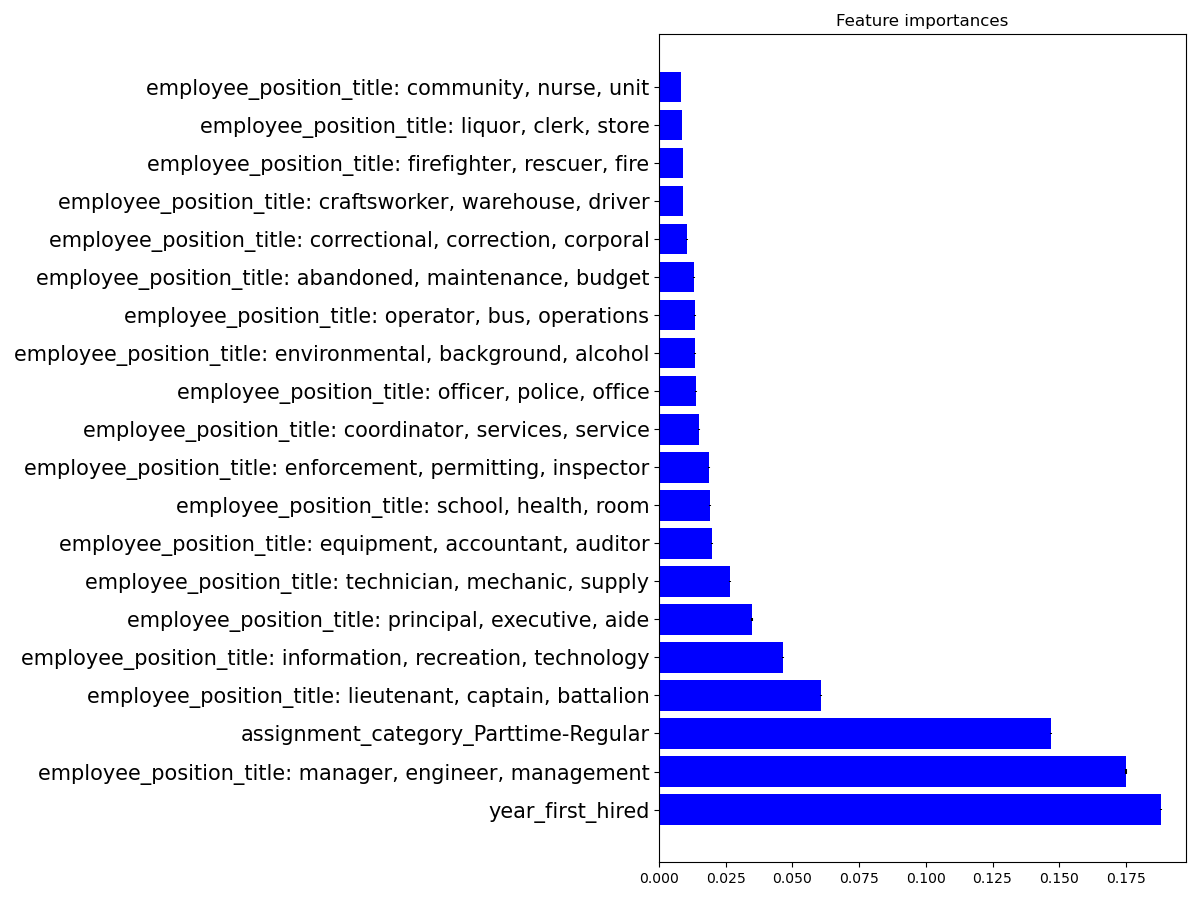 Feature importances
employee_position_title: community, nurse, unit
employee_position_title: liquor, clerk, store
employee_position_title: firefighter, rescuer, fire
employee_position_title: craftsworker, warehouse, driver
employee_position_title: correctional, correction, corporal
employee_position_title: abandoned, maintenance, budget
employee_position_title: operator, bus, operations
employee_position_title: environmental, background, alcohol
employee_position_title: officer, police, office
employee_position_title: coordinator, services, service
employee_position_title: enforcement, permitting, inspector
employee_position_title: school, health, room
employee_position_title: equipment, accountant, auditor
employee_position_title: technician, mechanic, supply
employee_position_title: principal, executive, aide
employee_position_title: information, recreation, technology
employee_position_title: lieutenant, captain, battalion
assignment_category_Parttime-Regular
employee_position_title: manager, engineer, management
year_first_hired
0.000 0.025 0.050 0.075 0.100 0.125 0.150 0.175